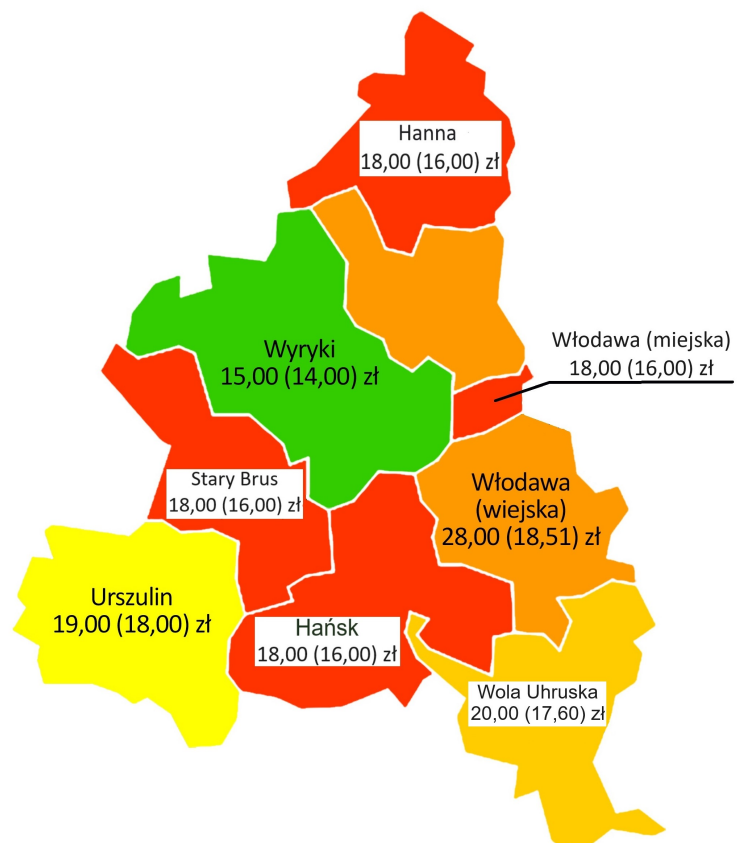 Hanna
18,00 (16,00) zł
Włodawa (miejska)
18,00 (16,00) zł
Wyryki
15,00 (14,00) zł
Stary Brus
18,00 (16,00) zł
Włodawa
(wiejska)
28,00 (18,51) zł
Urszulin
19,00 (18,00) zł
Hańsk
18,00 (16,00) zł
Wola Uhruska
20,00 (17,60) zł